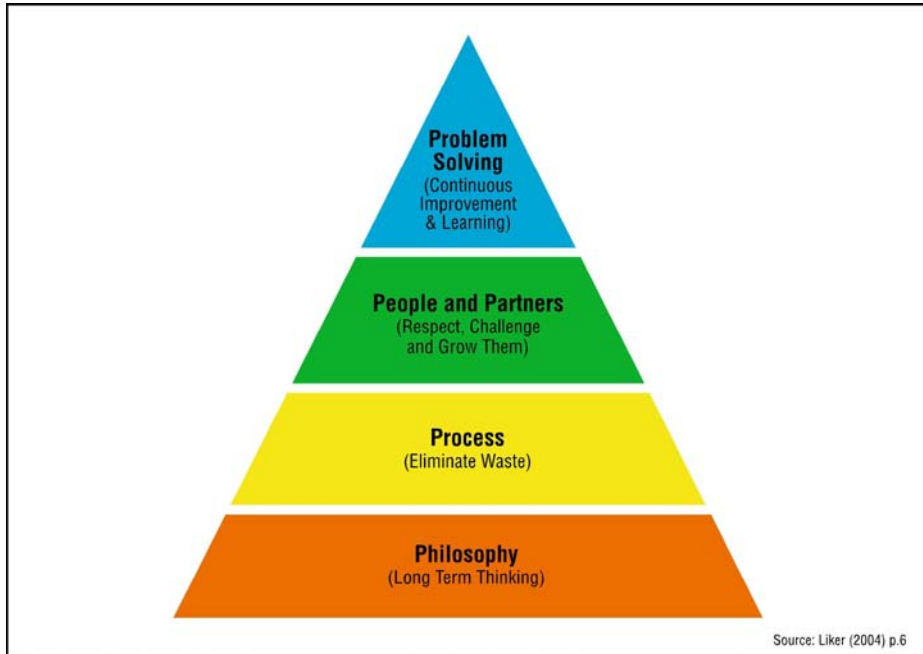 Problem
Solving
(Continuous
Improvement
& Learning)
People and Partners
(Respect, Challenge
and Grow Them)
Process
(Eliminate Waste)
Philosophy
(Long Term Thinking)
Source: Liker (2004) p.6